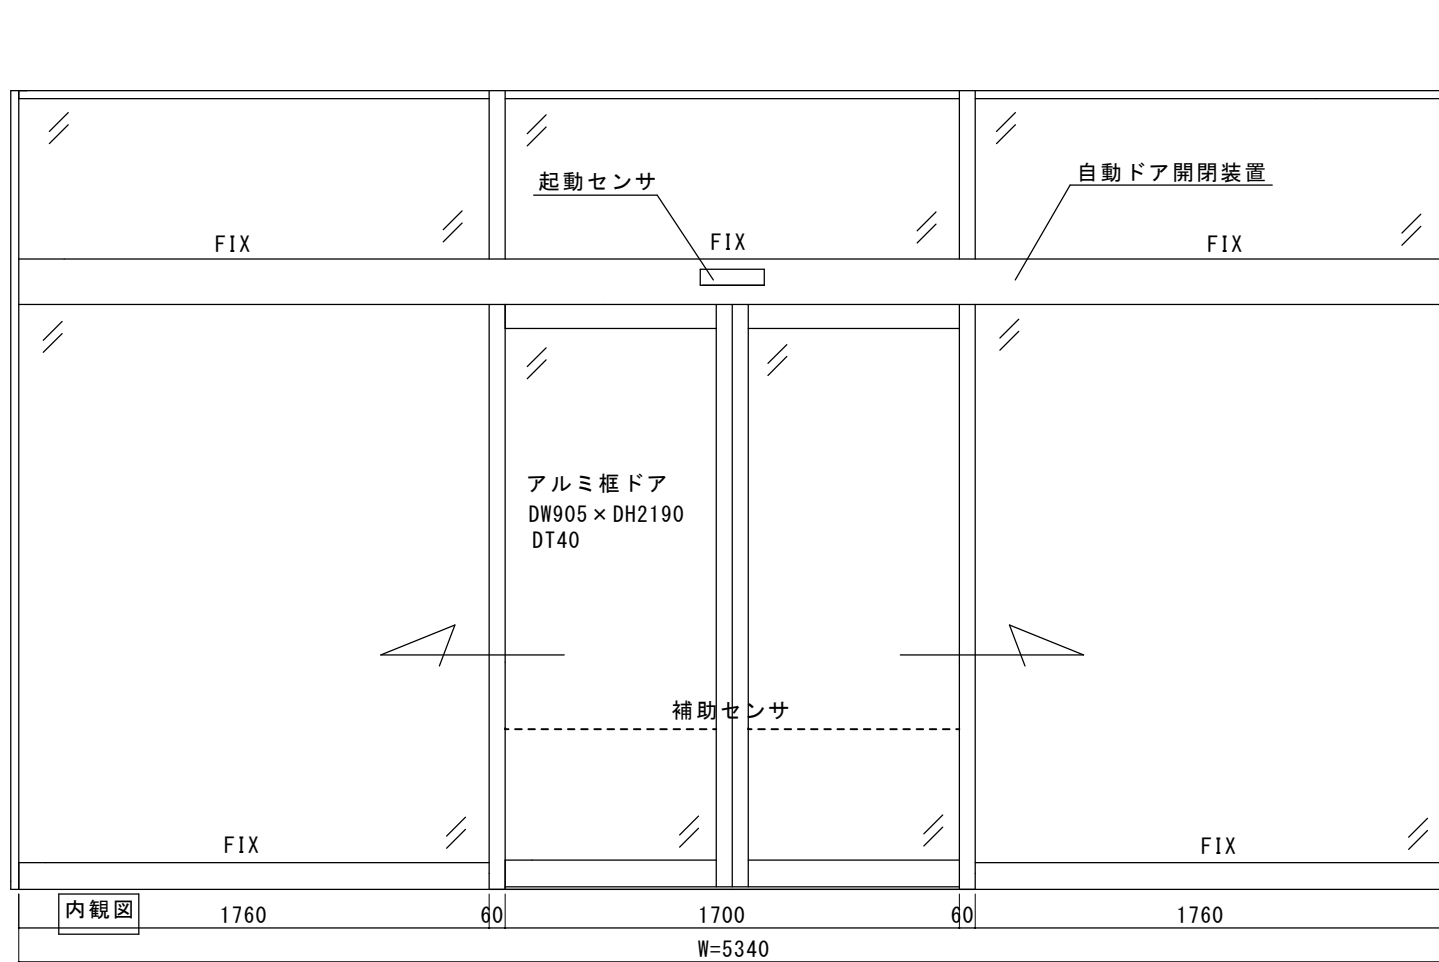 起動センサ
自動ドア開閉装置
FIX
FIX
FIX
アルミ框ドア
DW905×DH2190
DT40
補助センサ
FIX
FIX
内観図
1760
60
1700
60
1760
W=5340